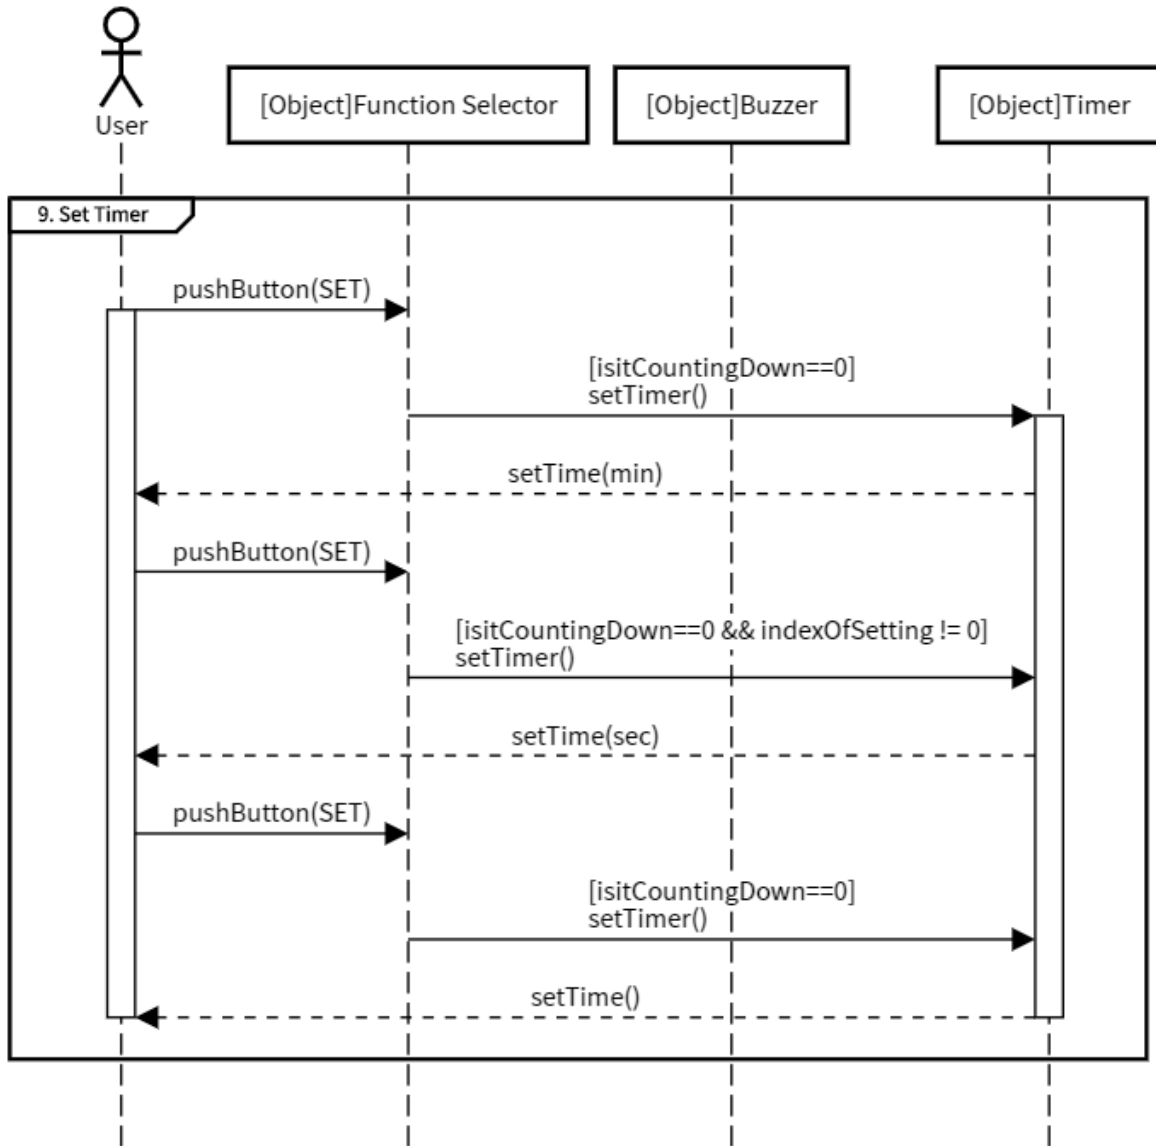 User
[Object]Function Selector
[Object]Buzzer
[Object]Timer
9. Set Timer
pushButton(SET)
[isitCountingDown==0]
setTimer()
setTime(min)
pushButton(SET)
[isitCountingDown==0 && indexOfSetting != 0]
setTimer()
setTime(sec)
pushButton(SET)
[isitCountingDown==0]
setTimer()
setTime()